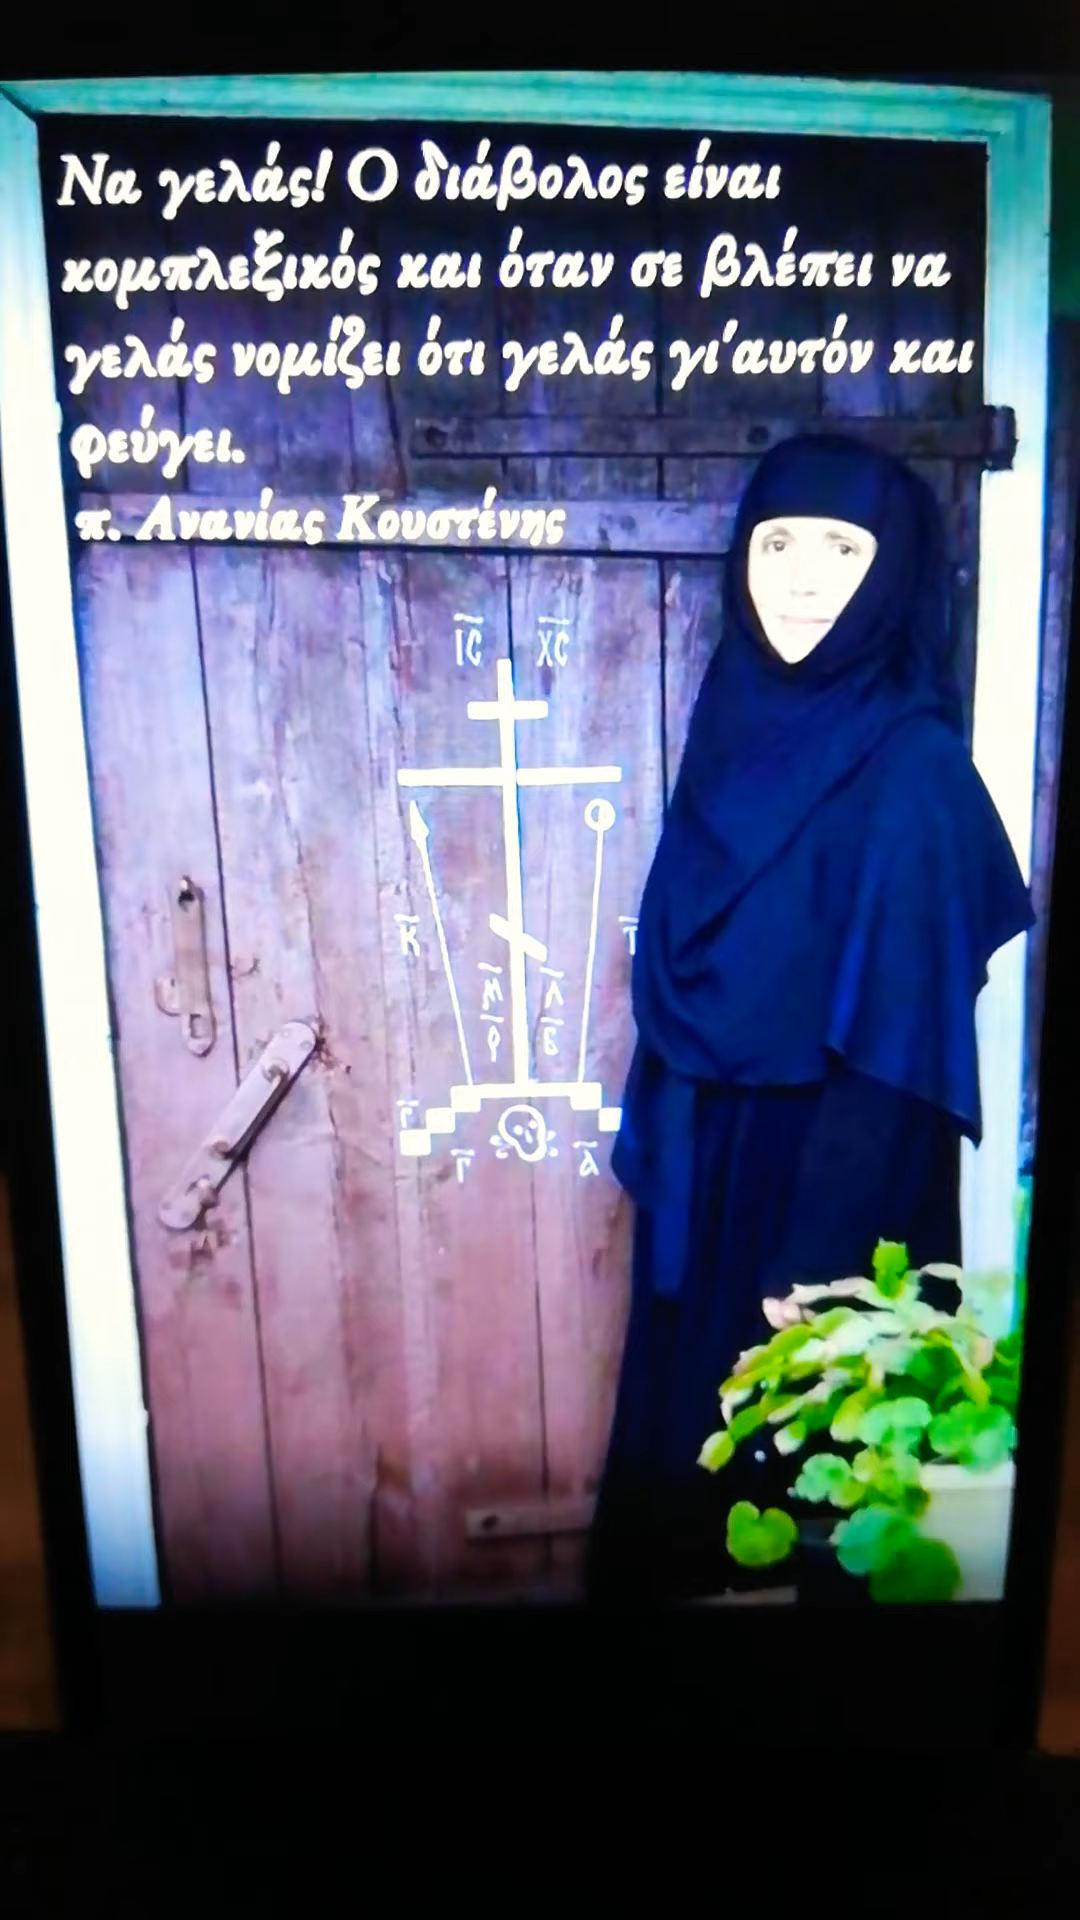 Να γελάς! Ο διάβολος είναι
κομπλεξικός και όταν σε βλέπει να
γελάς νομίζει ότι γελάς γι'αυτόν και
φεύγει.
π. Ανανίας Κουστένης
IC XC
К Т
М Л
Р Б
Г
Г А